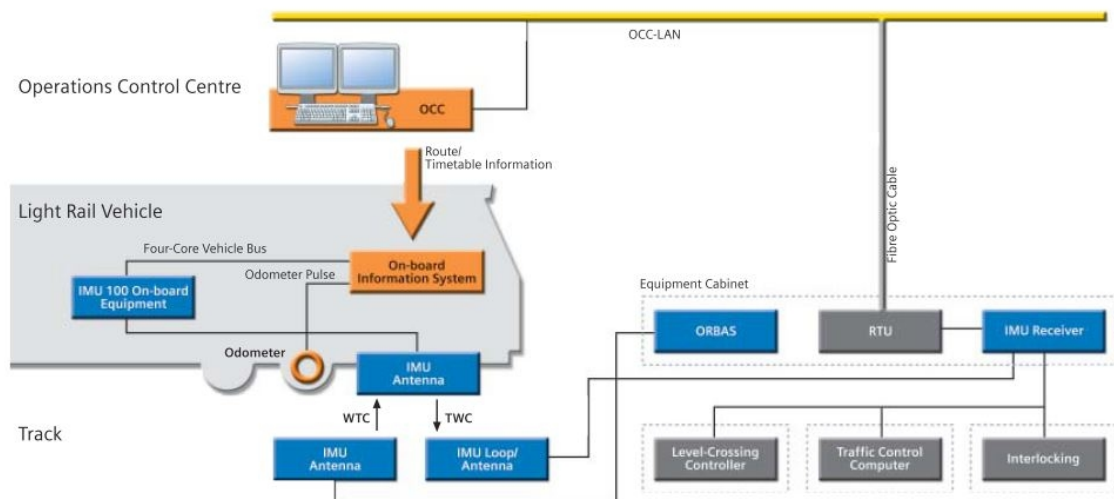 OCC-LAN
Operations Control Centre
OCC
Route/
Timetable Information
Fibre Optic Cable
Light Rail Vehicle
Four-Core Vehicle Bus
On-board
Information System
Odometer Pulse
IMU 100 On-board
Equipment
Equipment Cabinet
ORBAS
RTU
IMU Receiver
Odometer
IMU
Antenna
WTC
TWC
Track
IMU
Antenna
IMU Loop/
Antenna
Level-Crossing
Controller
Traffic Control
Computer
Interlocking